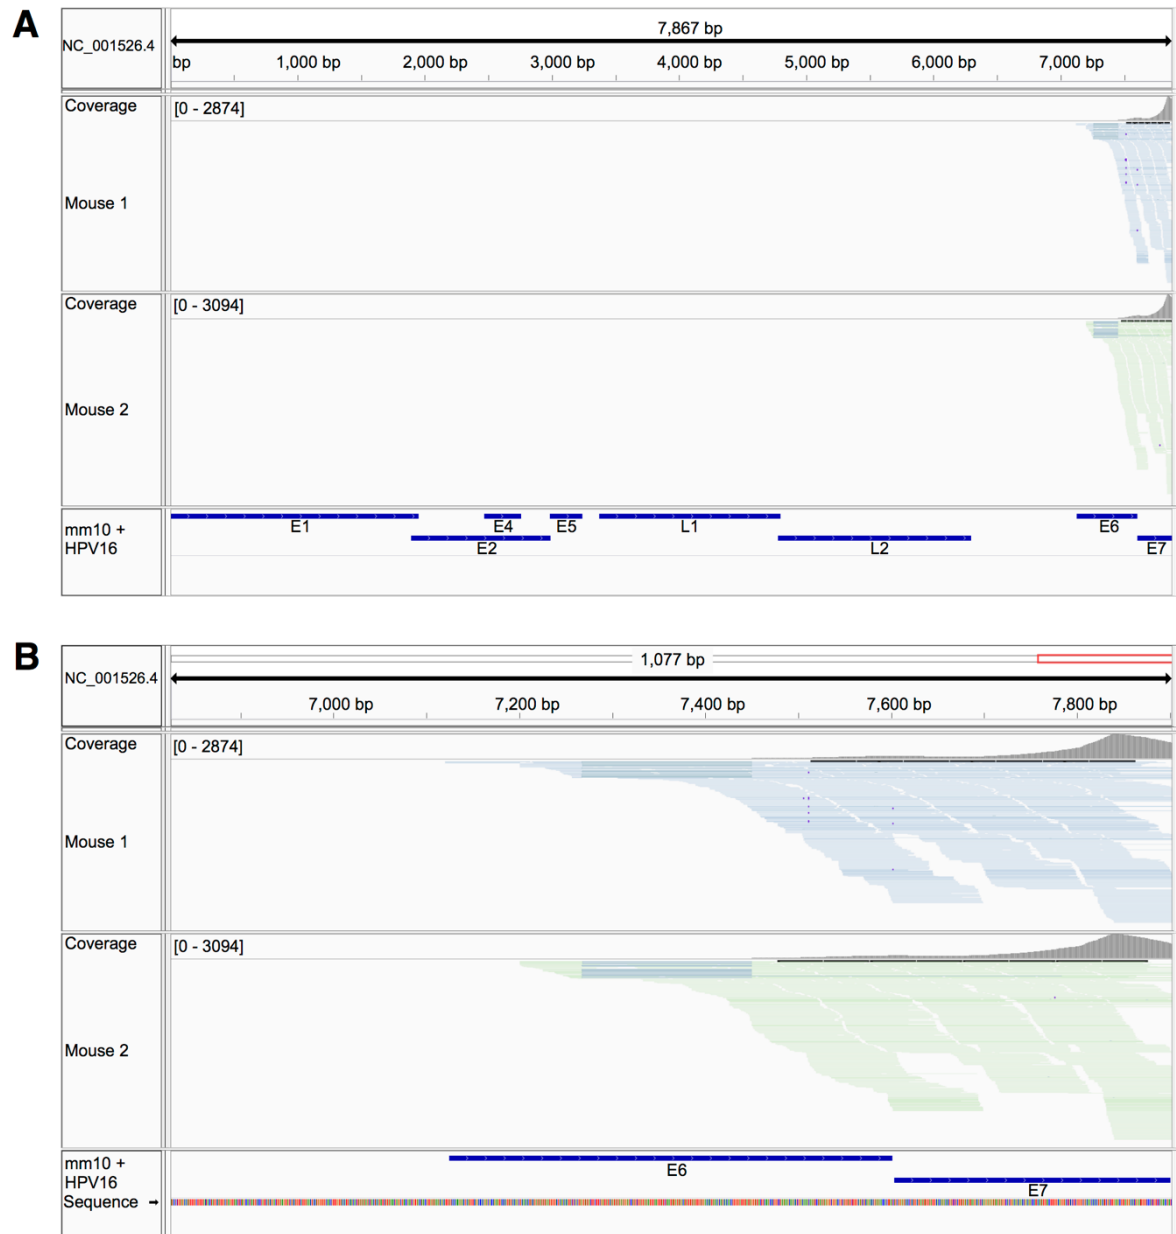 A
NC_001526.4
7,867 bp
bp 1,000 bp 2,000 bp 3,000 bp 4,000 bp 5,000 bp 6,000 bp 7,000 bp
Coverage [0 - 2874]
Mouse 1
Coverage [0 - 3094]
Mouse 2
mm10 +
HPV16
E1 E4 E5 L1 E6
E2 L2 E7
B
NC_001526.4
1,077 bp
7,000 bp 7,200 bp 7,400 bp 7,600 bp 7,800 bp
Coverage [0 - 2874]
Mouse 1
Coverage [0 - 3094]
Mouse 2
mm10 +
HPV16
E6
E7
Sequence →